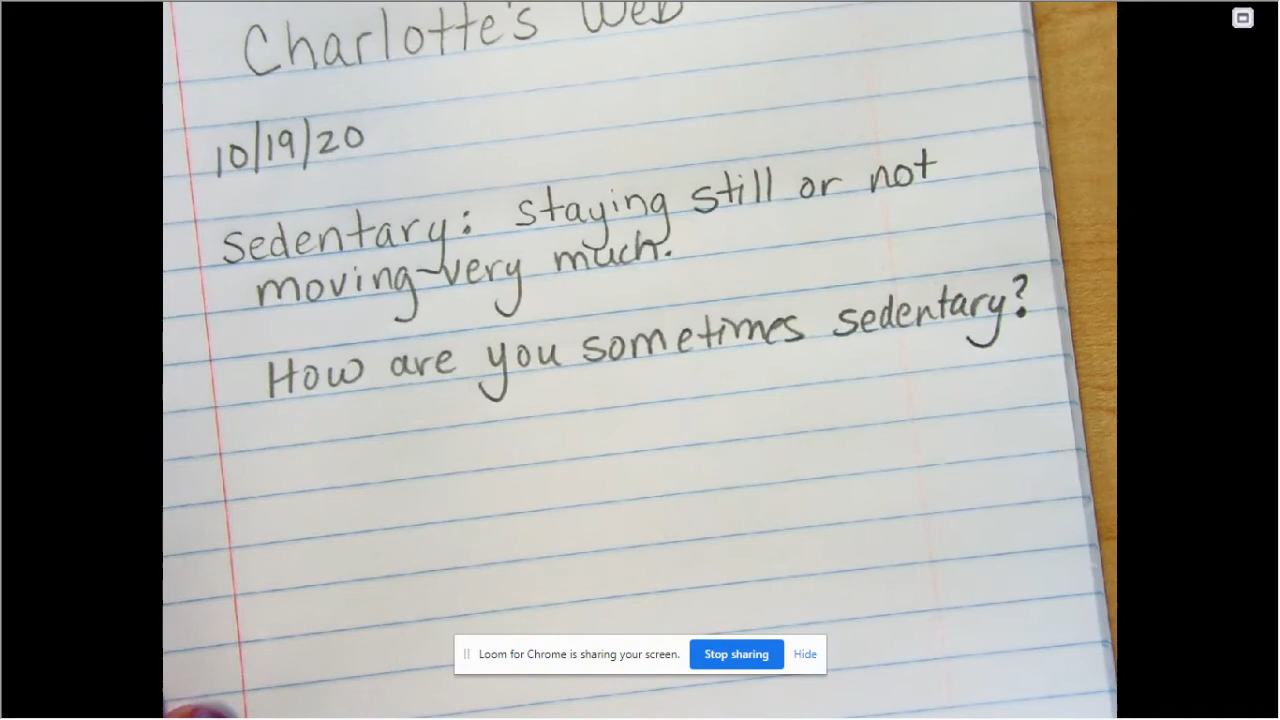 Charlotte's Web
10/19/20
sedentary: staying still or not
moving very much.
How are you sometimes sedentary?
Loom for Chrome is sharing your screen. Stop sharing Hide